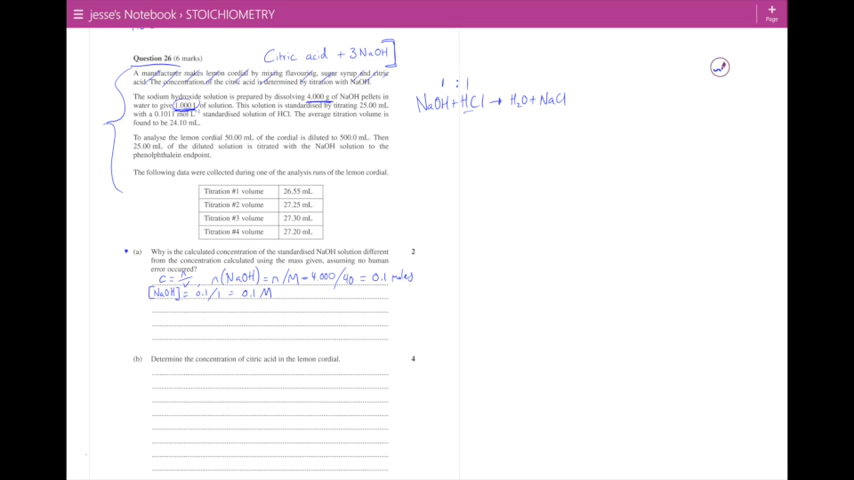 jesse's Notebook › STOICHIOMETRY
Page
Citric acid + 3NaOH
Question 26 (6 marks)
A manufacturer makes lemon cordial by mixing flavouring, sugar syrup and citric
acid. The concentration of the citric acid is determined by titration with NaOH.
The sodium hydroxide solution is prepared by dissolving 4.000 g of NaOH pellets in
water to give 1.000 L of solution. This solution is standardised by titrating 25.00 mL
with a 0.1011 mol L⁻¹ standardised solution of HCl. The average titration volume is
found to be 24.10 mL.
To analyse the lemon cordial 50.00 mL of the cordial is diluted to 500.0 mL. Then
25.00 mL of the diluted solution is titrated with the NaOH solution to the
phenolphthalein endpoint.
The following data were collected during one of the analysis runs of the lemon cordial.
Titration #1 volume 26.55 mL
Titration #2 volume 27.25 mL
Titration #3 volume 27.30 mL
Titration #4 volume 27.20 mL
1 : 1
NaOH + HCl → H₂O + NaCl
(a) Why is the calculated concentration of the standardised NaOH solution different 2
from the concentration calculated using the mass given, assuming no human
error occurred?
c = n/v , n(NaOH) = n/M = 4.000/40 = 0.1 moles
[NaOH] = 0.1/1 = 0.1 M
(b) Determine the concentration of citric acid in the lemon cordial. 4